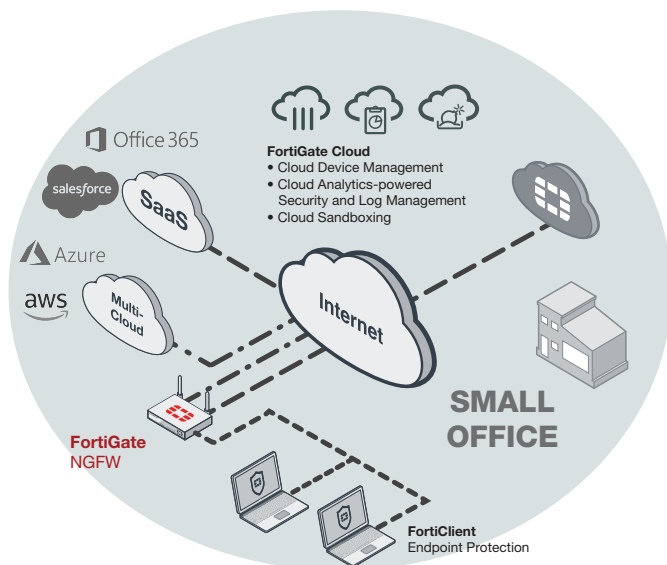 Office 365
salesforce
SaaS
Azure
aws
Multi-
Cloud
FortiGate Cloud
• Cloud Device Management
• Cloud Analytics-powered
Security and Log Management
• Cloud Sandboxing
Internet
SMALL
OFFICE
FortiGate
NGFW
FortiClient
Endpoint Protection